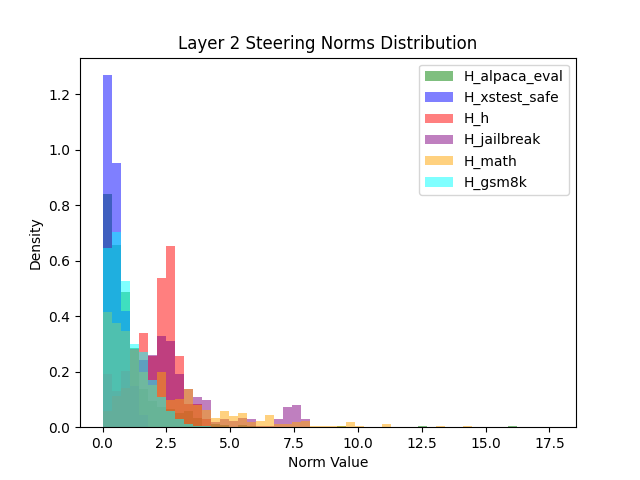 Layer 2 Steering Norms Distribution
H_alpaca_eval
H_xstest_safe
H_h
H_jailbreak
H_math
H_gsm8k
Density
1.2
1.0
0.8
0.6
0.4
0.2
0.0
0.0 2.5 5.0 7.5 10.0 12.5 15.0 17.5
Norm Value